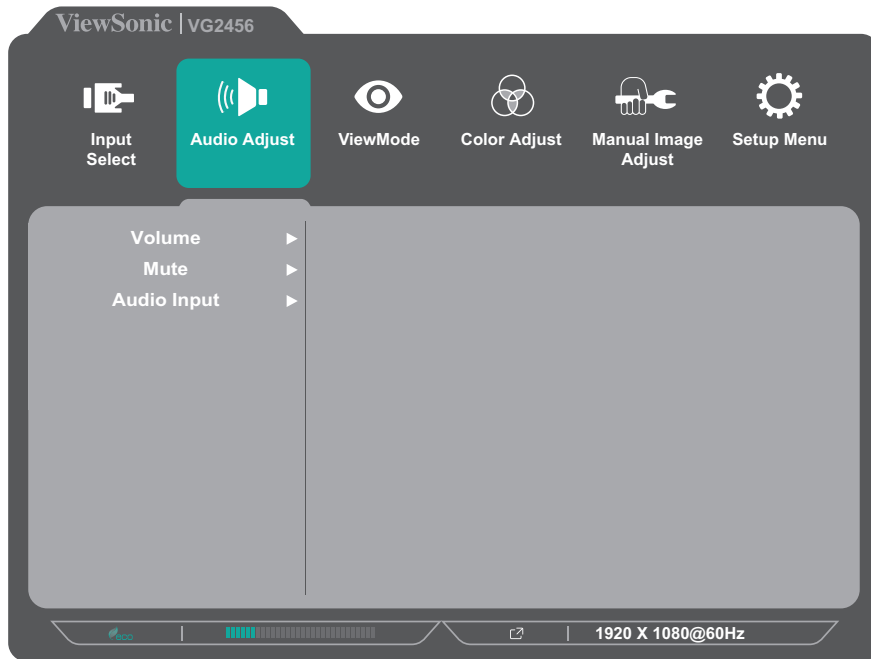 ViewSonic | VG2456
Input
Select
Audio Adjust
ViewMode
Color Adjust
Manual Image
Adjust
Setup Menu
Volume
Mute
Audio Input
eco
1920 X 1080@60Hz